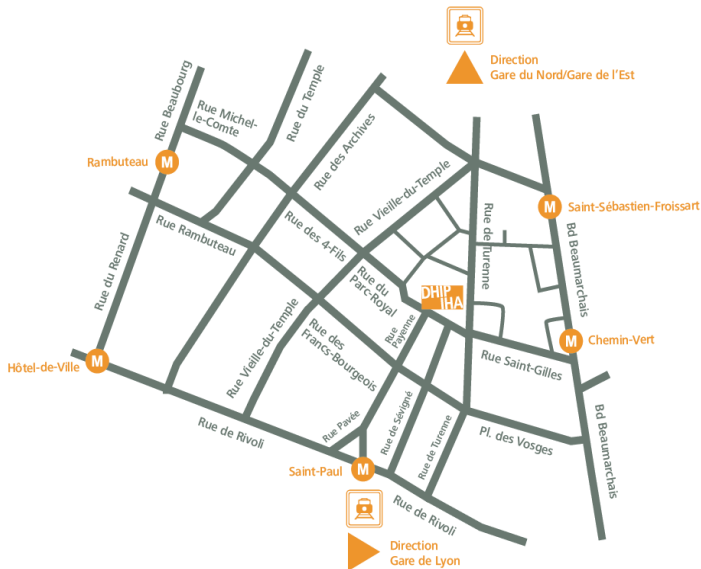 Direction
Gare du Nord/Gare de l'Est
Rue Beaubourg
Rue du Temple
Rue Michel-
le-Comte
Rue des Archives
M
Rambuteau
Rue Vieille-du-Temple
M
Saint-Sébastien-Froissart
Rue de Turenne
Rue Rambuteau
Rue des 4-Fils
Bd Beaumarchais
Rue du Renard
Rue du
Parc-Royal
DHIP
IHA
Rue
Payenne
M
Chemin-Vert
Rue Saint-Gilles
M
Hôtel-de-Ville
Rue Vieille-du-Temple
Rue des
Francs-Bourgeois
Rue de Rivoli
Rue Pavée
Rue de Sévigné
Rue de Turenne
Pl. des Vosges
Bd Beaumarchais
M
Saint-Paul
Rue de Rivoli
Direction
Gare de Lyon